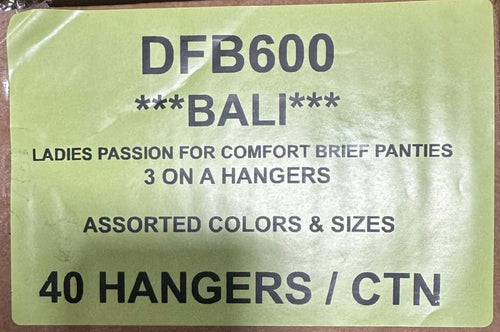 DFB600
***BALI***
LADIES PASSION FOR COMFORT BRIEF PANTIES
3 ON A HANGERS
ASSORTED COLORS & SIZES
40 HANGERS / CTN